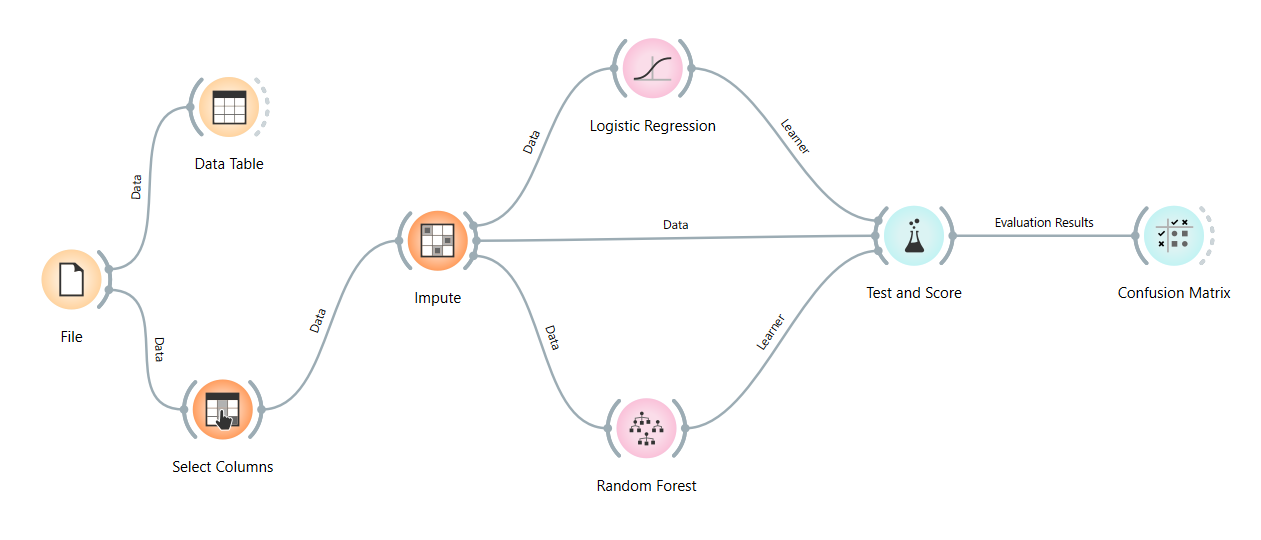 Data Table
Data
File
Data
Select Columns
Data
Impute
Data
Logistic Regression
Learner
Data
Data
Random Forest
Learner
Test and Score
Evaluation Results
Confusion Matrix